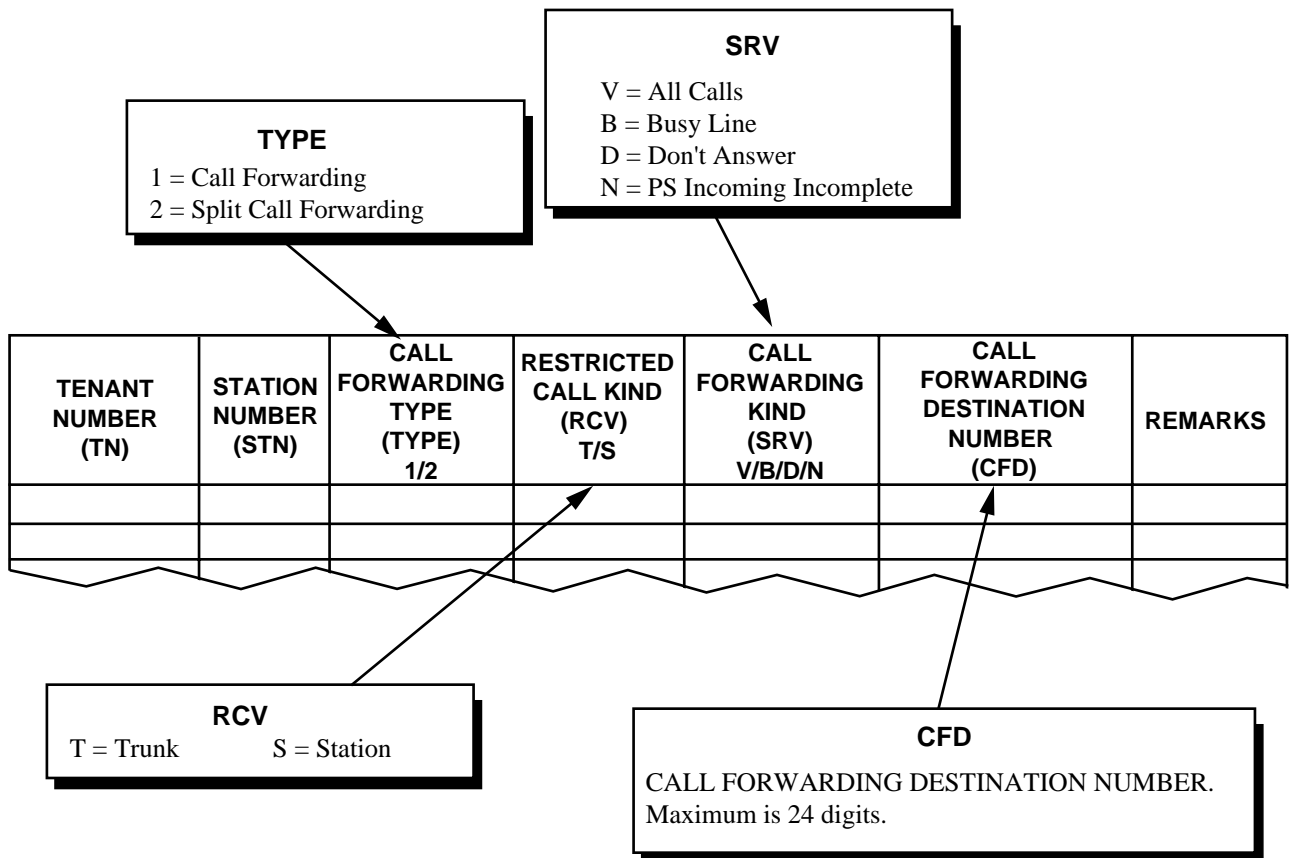 SRV
V = All Calls
B = Busy Line
D = Don't Answer
N = PS Incoming Incomplete
TYPE
1 = Call Forwarding
2 = Split Call Forwarding
TENANT
NUMBER
(TN)
STATION
NUMBER
(STN)
CALL
FORWARDING
TYPE
(TYPE)
1/2
RESTRICTED
CALL KIND
(RCV)
T/S
CALL
FORWARDING
KIND
(SRV)
V/B/D/N
CALL
FORWARDING
DESTINATION
NUMBER
(CFD)
REMARKS
RCV
T = Trunk S = Station
CFD
CALL FORWARDING DESTINATION NUMBER.
Maximum is 24 digits.